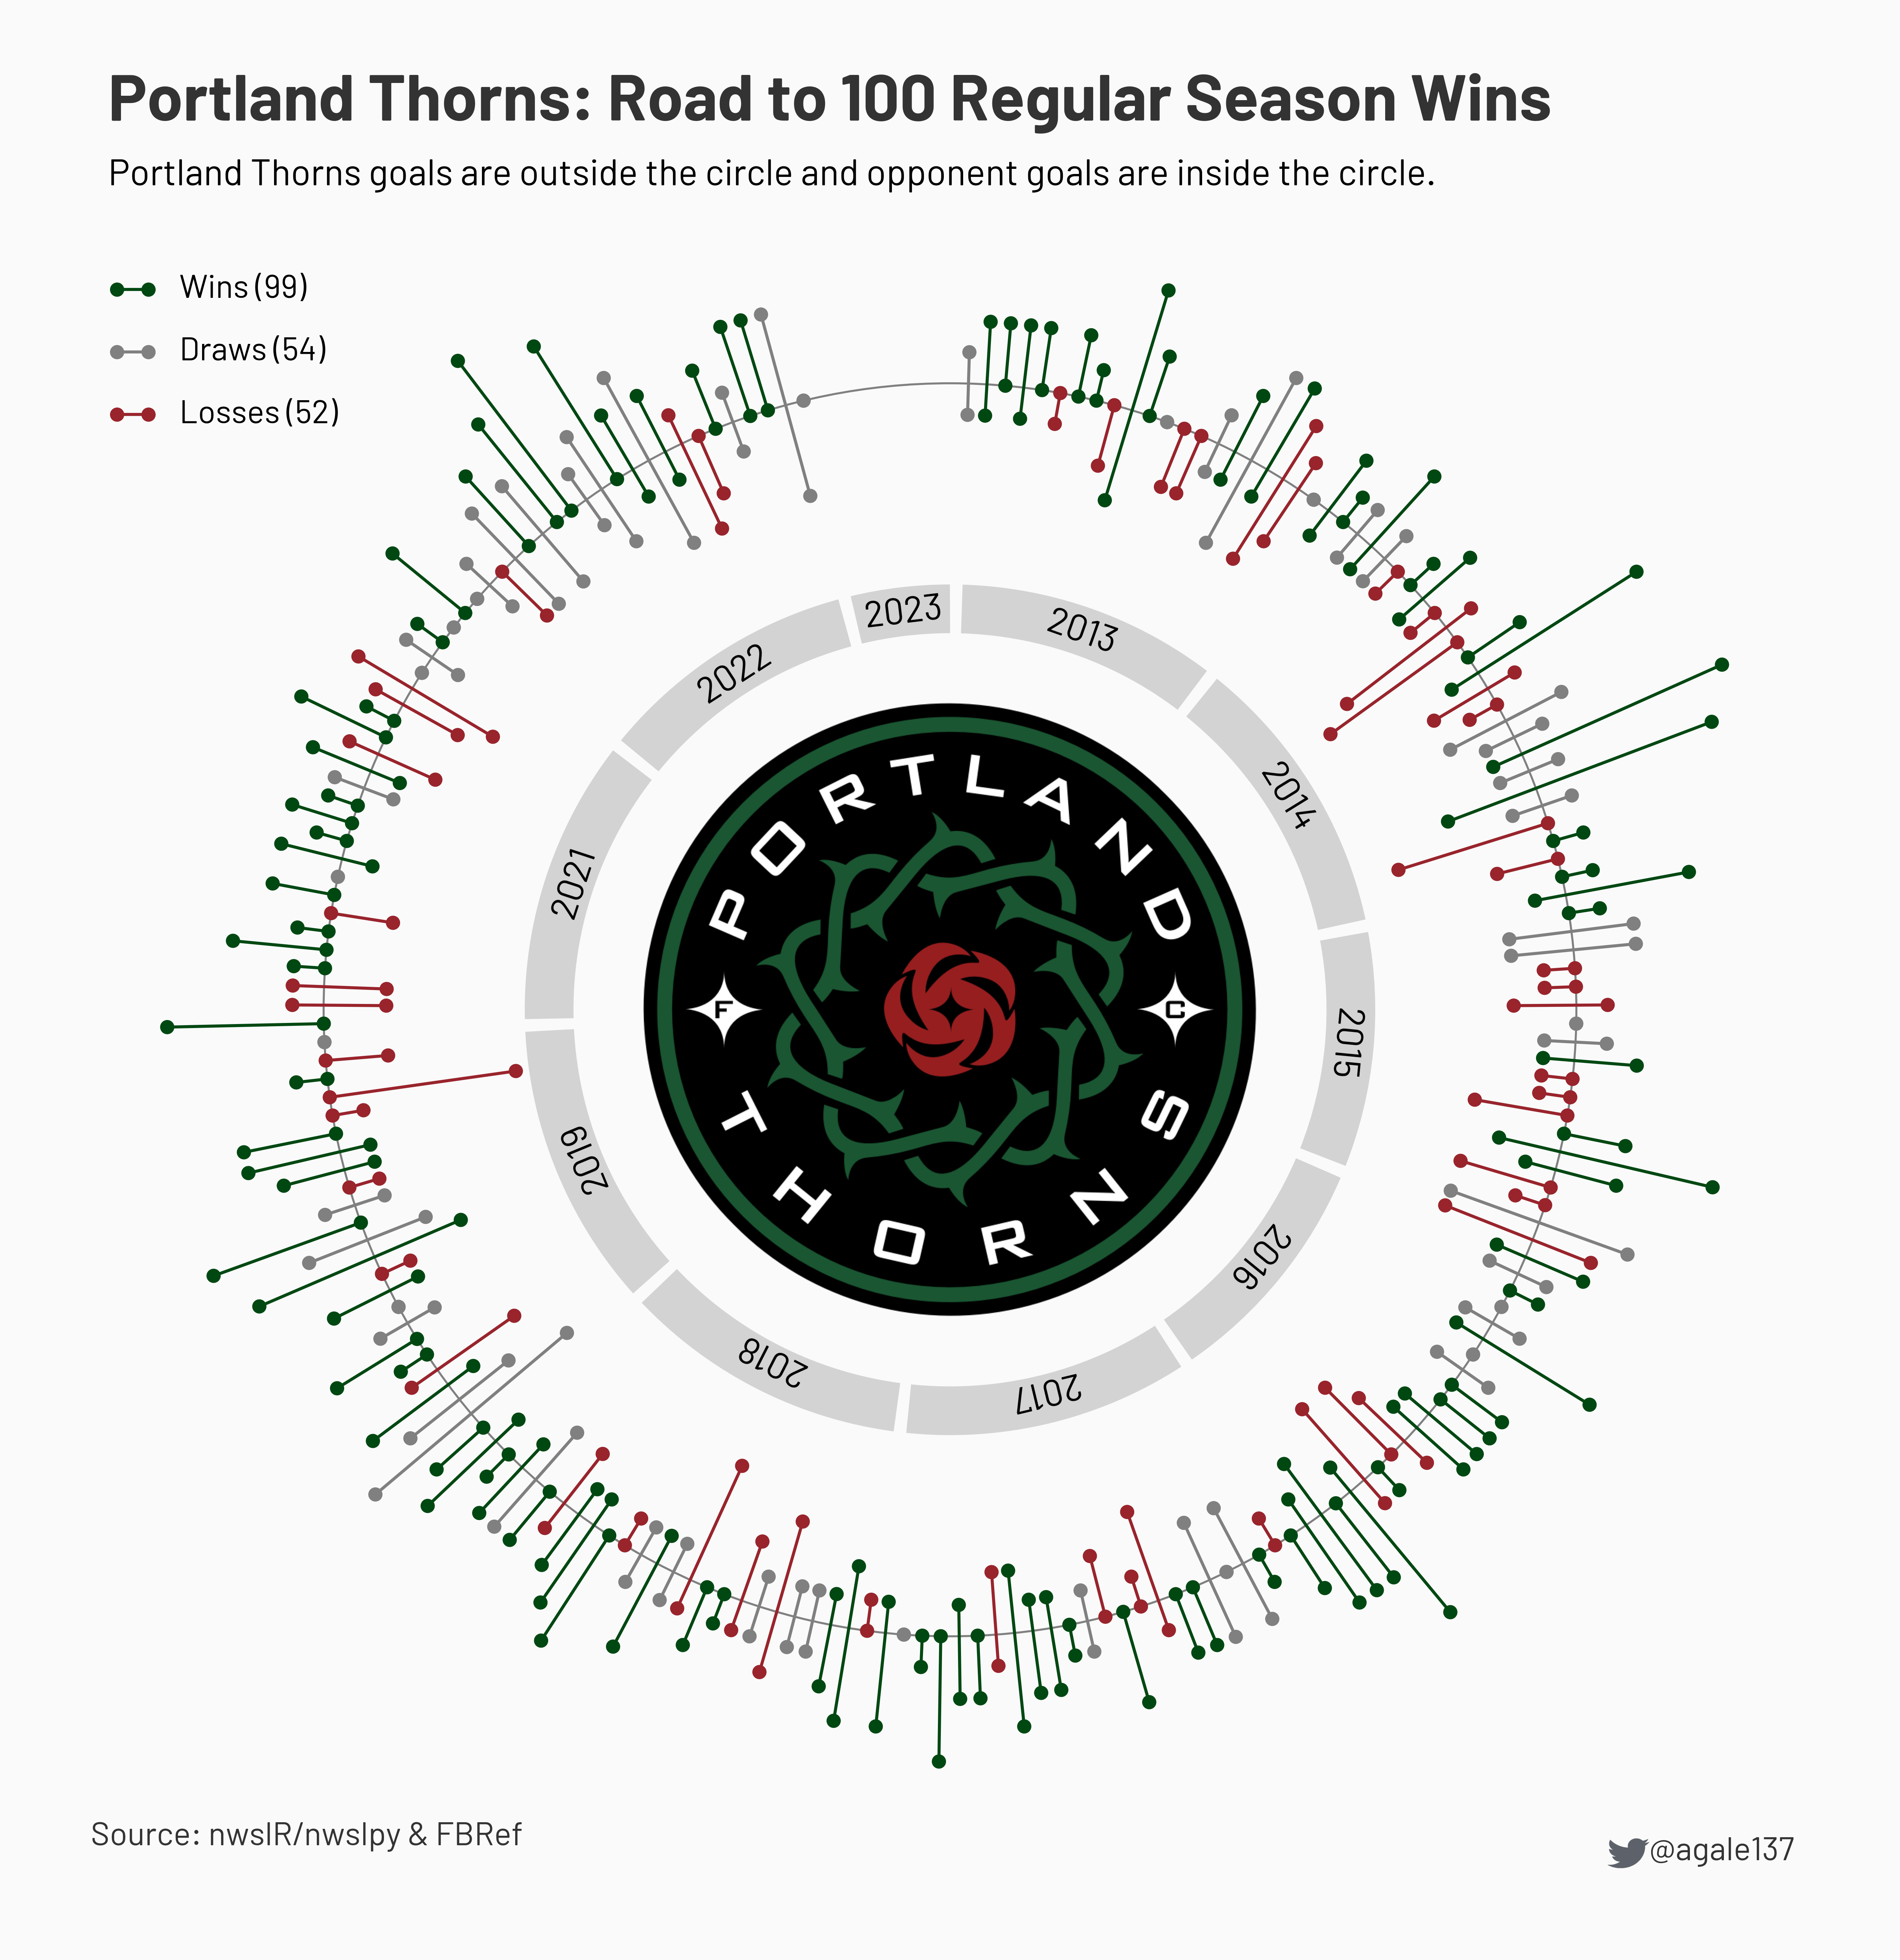 Portland Thorns: Road to 100 Regular Season Wins
Portland Thorns goals are outside the circle and opponent goals are inside the circle.
Wins (99)
Draws (54)
Losses (52)
2013
2014
2015
2016
2017
2018
2019
2021
2022
2023
PORTLAND
F
C
THORNS
Source: nwslR/nwslpy & FBRef
@agale137